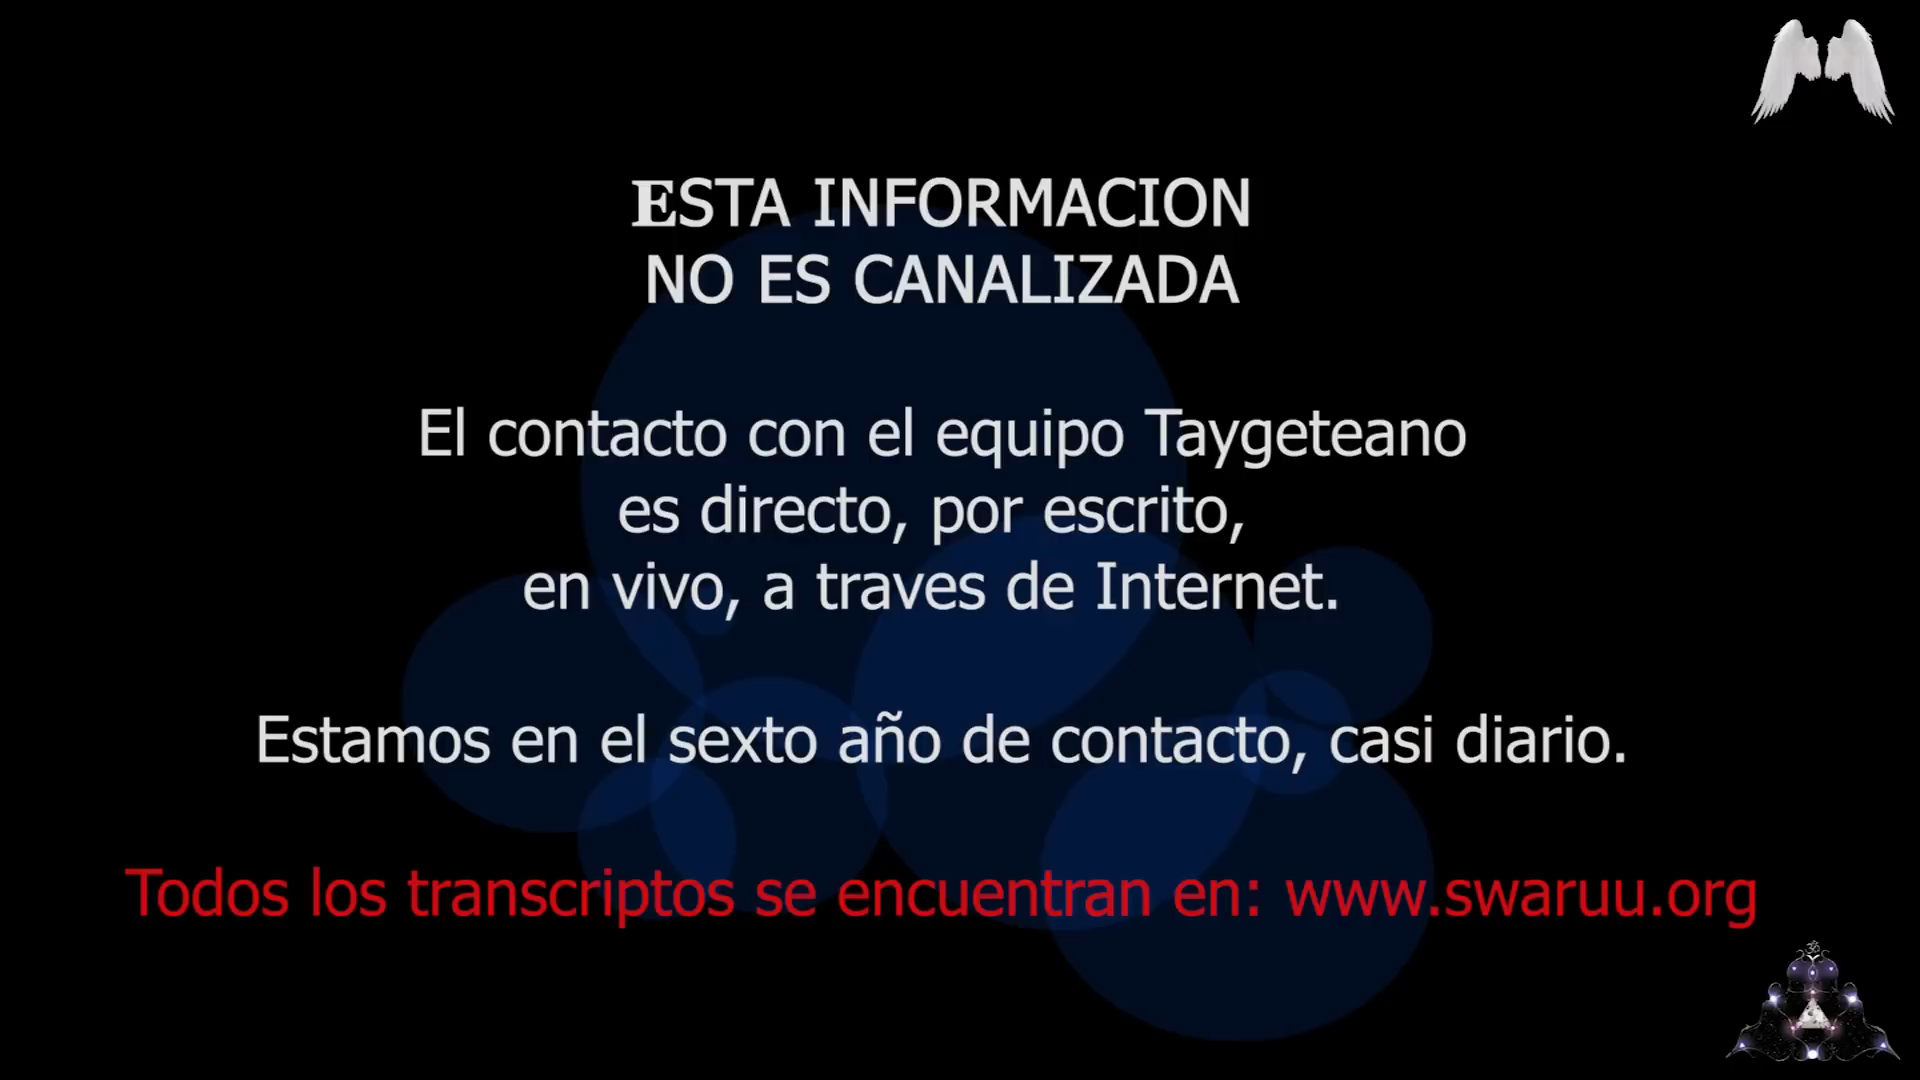 ESTA INFORMACION
NO ES CANALIZADA
El contacto con el equipo Taygeteano
es directo, por escrito,
en vivo, a traves de Internet.
Estamos en el sexto año de contacto, casi diario.
Todos los transcriptos se encuentran en: www.swaruu.org
ॐ